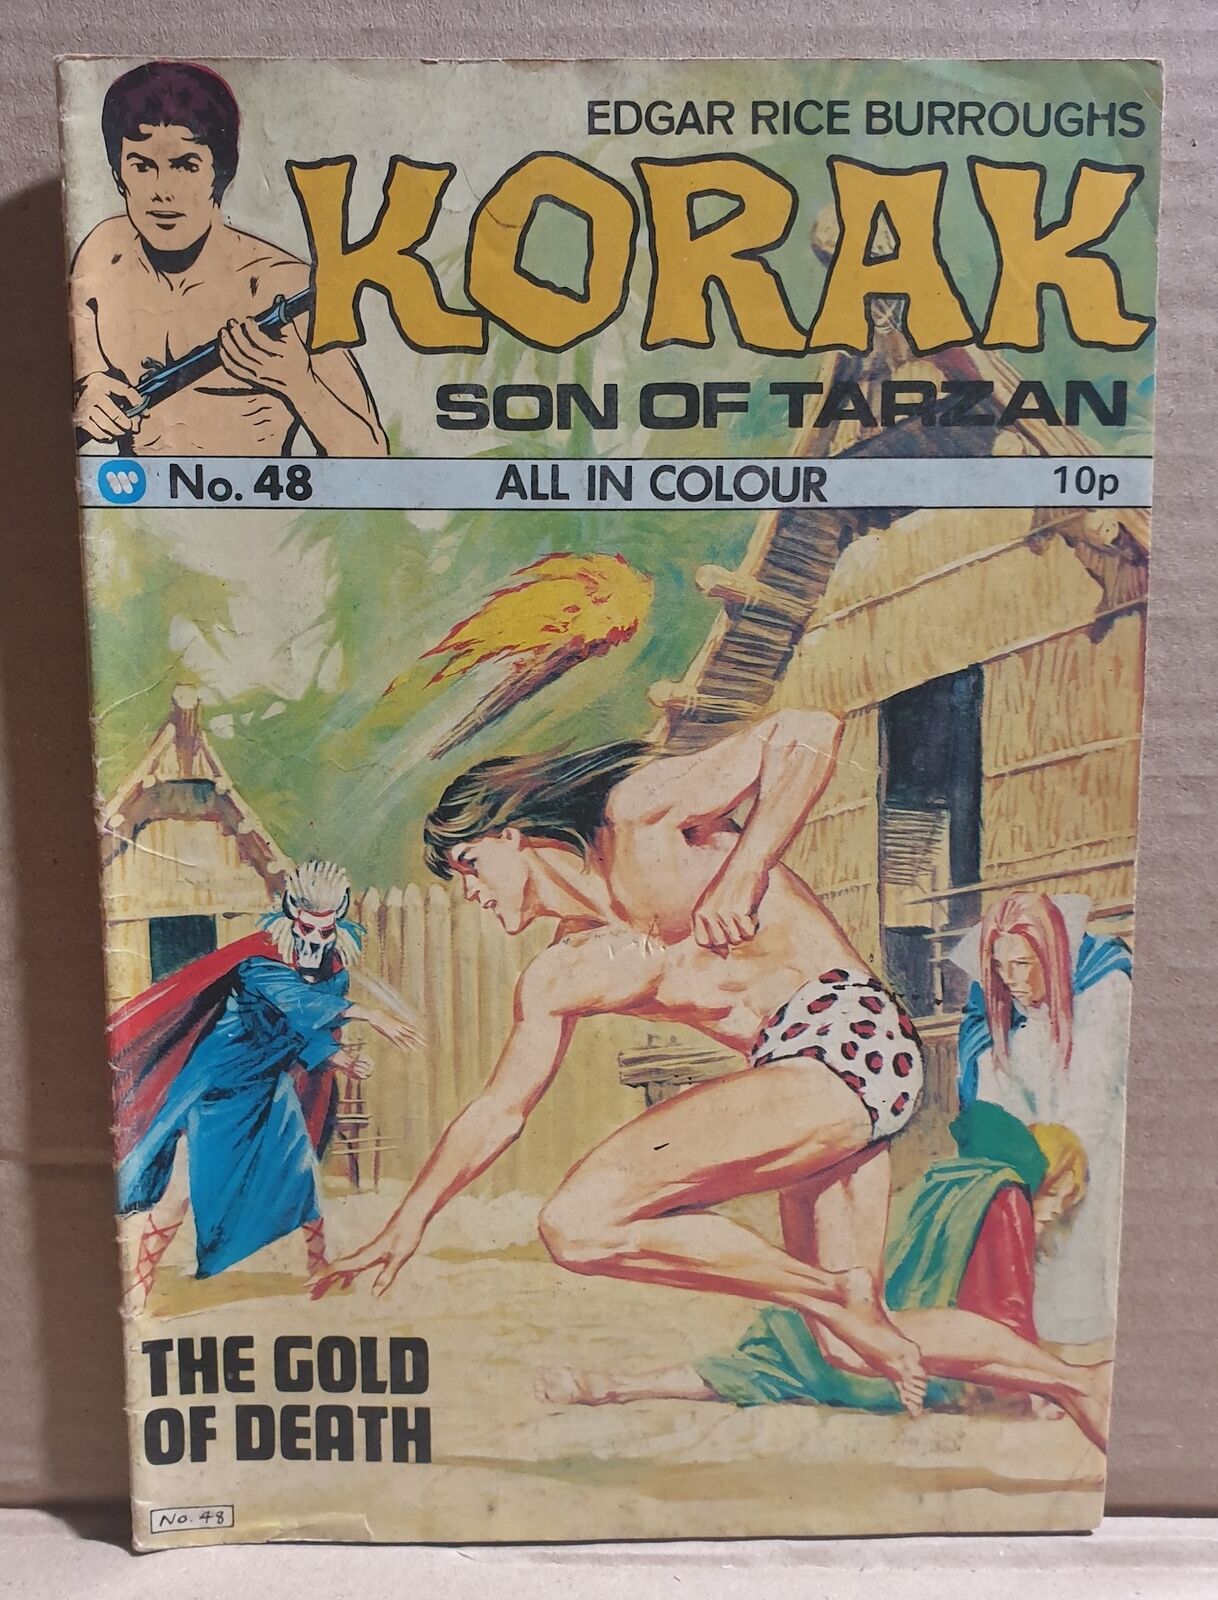 EDGAR RICE BURROUGHS
KORAK
SON OF TARZAN
No. 48 ALL IN COLOUR 10p
THE GOLD
OF DEATH
No. 48